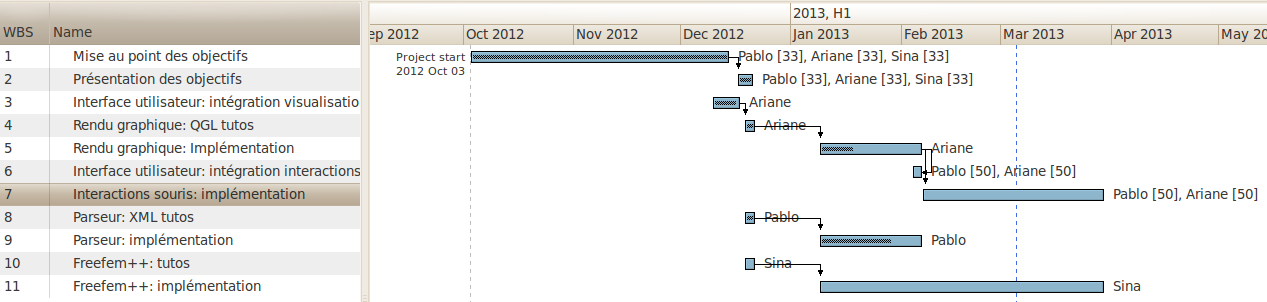 2013, H1
WBS Name ep 2012 Oct 2012 Nov 2012 Dec 2012 Jan 2013 Feb 2013 Mar 2013 Apr 2013 May 20
1 Mise au point des objectifs Project start Pablo [33], Ariane [33], Sina [33]
2012 Oct 03
2 Présentation des objectifs Pablo [33], Ariane [33], Sina [33]
3 Interface utilisateur: intégration visualisatio Ariane
4 Rendu graphique: QGL tutos Ariane
5 Rendu graphique: Implémentation Ariane
6 Interface utilisateur: intégration interactions Pablo [50], Ariane [50]
7 Interactions souris: implémentation Pablo [50], Ariane [50]
8 Parseur: XML tutos Pablo
9 Parseur: implémentation Pablo
10 Freefem++: tutos Sina
11 Freefem++: implémentation Sina